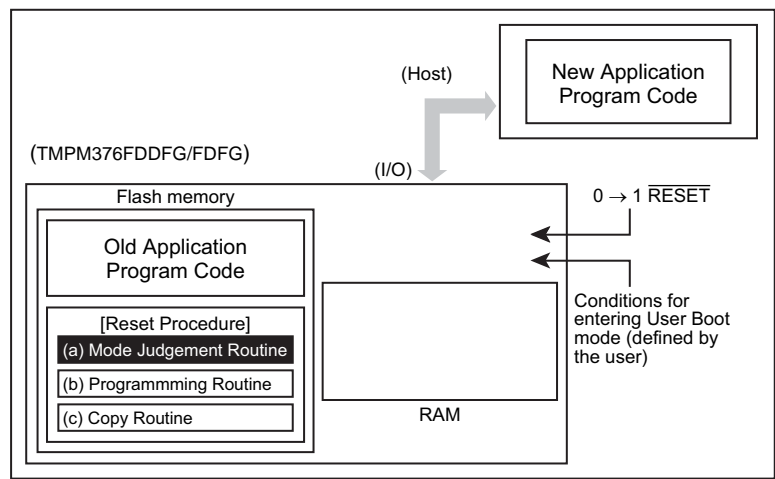 (Host)
New Application
Program Code
(TMPM376FDDFG/FDFG)
(I/O)
Flash memory
0 → 1 RESET
Old Application
Program Code
[Reset Procedure]
(a) Mode Judgement Routine
(b) Programmming Routine
(c) Copy Routine
RAM
Conditions for
entering User Boot
mode (defined by
the user)